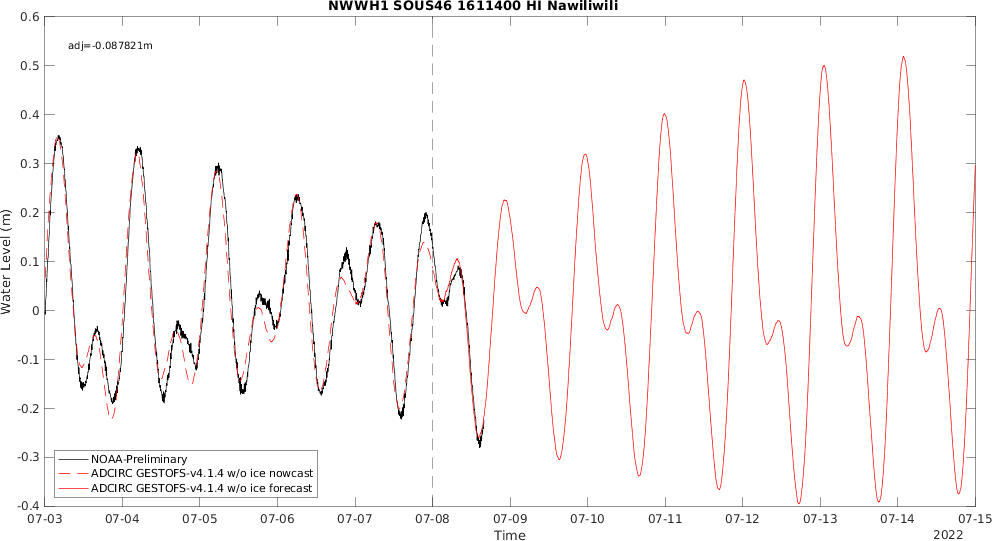 NWWH1 SOUS46 1611400 HI Nawiliwili
adj=-0.087821m
Water Level (m)
0.6
0.5
0.4
0.3
0.2
0.1
0
-0.1
-0.2
-0.3
-0.4
NOAA-Preliminary
ADCIRC GESTOFS-v4.1.4 w/o ice nowcast
ADCIRC GESTOFS-v4.1.4 w/o ice forecast
07-03 07-04 07-05 07-06 07-07 07-08 07-09 07-10 07-11 07-12 07-13 07-14 07-15
Time
2022